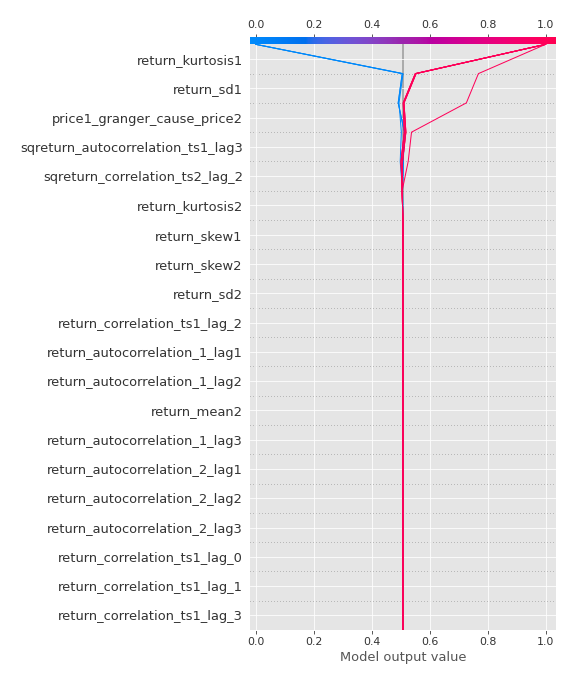 0.0 0.2 0.4 0.6 0.8 1.0
return_kurtosis1
return_sd1
price1_granger_cause_price2
sqreturn_autocorrelation_ts1_lag3
sqreturn_correlation_ts2_lag_2
return_kurtosis2
return_skew1
return_skew2
return_sd2
return_correlation_ts1_lag_2
return_autocorrelation_1_lag1
return_autocorrelation_1_lag2
return_mean2
return_autocorrelation_1_lag3
return_autocorrelation_2_lag1
return_autocorrelation_2_lag2
return_autocorrelation_2_lag3
return_correlation_ts1_lag_0
return_correlation_ts1_lag_1
return_correlation_ts1_lag_3
0.0 0.2 0.4 0.6 0.8 1.0
Model output value